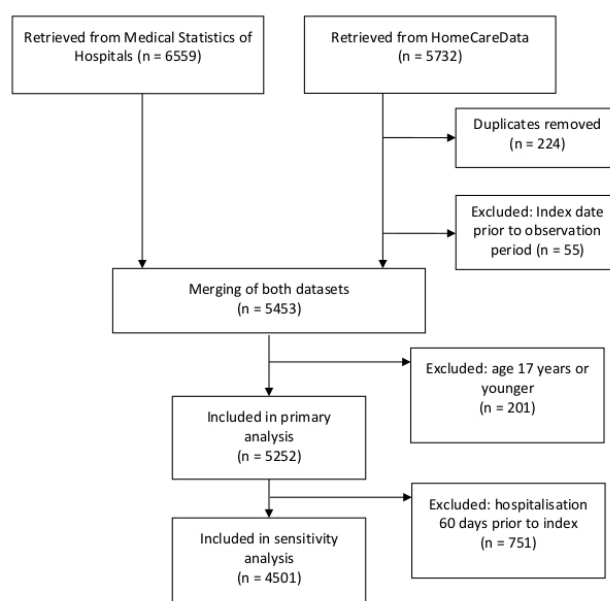 Retrieved from Medical Statistics of
Hospitals (n = 6559)
Retrieved from HomeCareData
(n = 5732)
Duplicates removed
(n = 224)
Excluded: Index date
prior to observation
period (n = 55)
Merging of both datasets
(n = 5453)
Excluded: age 17 years or
younger
(n = 201)
Included in primary
analysis
(n = 5252)
Excluded: hospitalisation
60 days prior to index
(n = 751)
Included in sensitivity
analysis
(n = 4501)